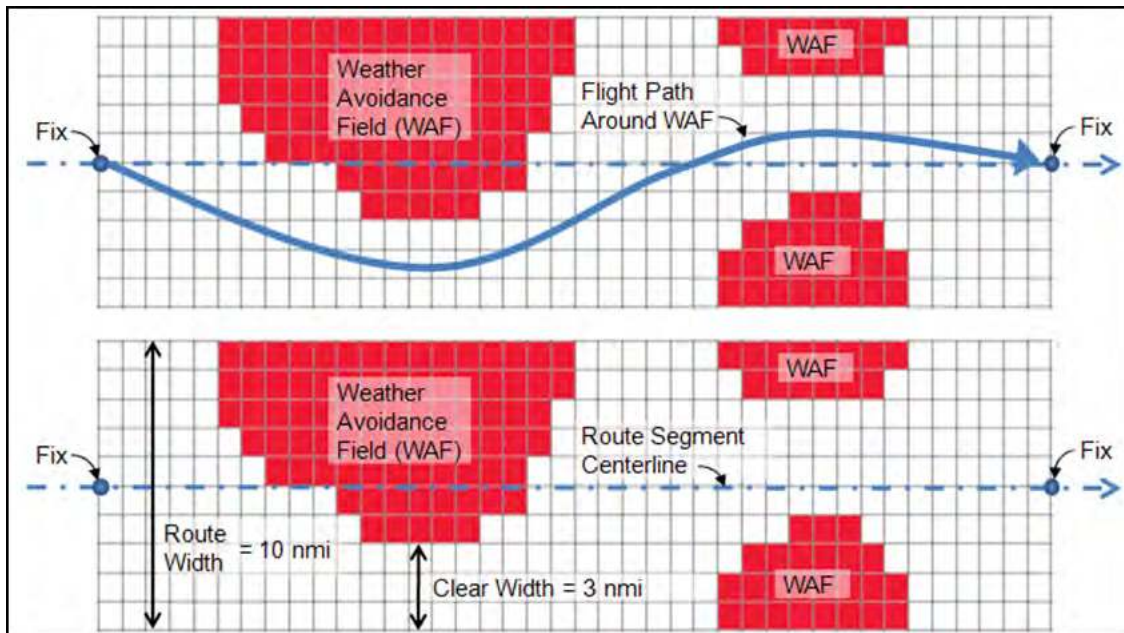 Weather
Avoidance
Field (WAF)
WAF
Flight Path
Around WAF
Fix
Fix
WAF
Weather
Avoidance
Field (WAF)
WAF
Route Segment
Centerline
Fix
Fix
Route
Width = 10 nmi
Clear Width = 3 nmi
WAF